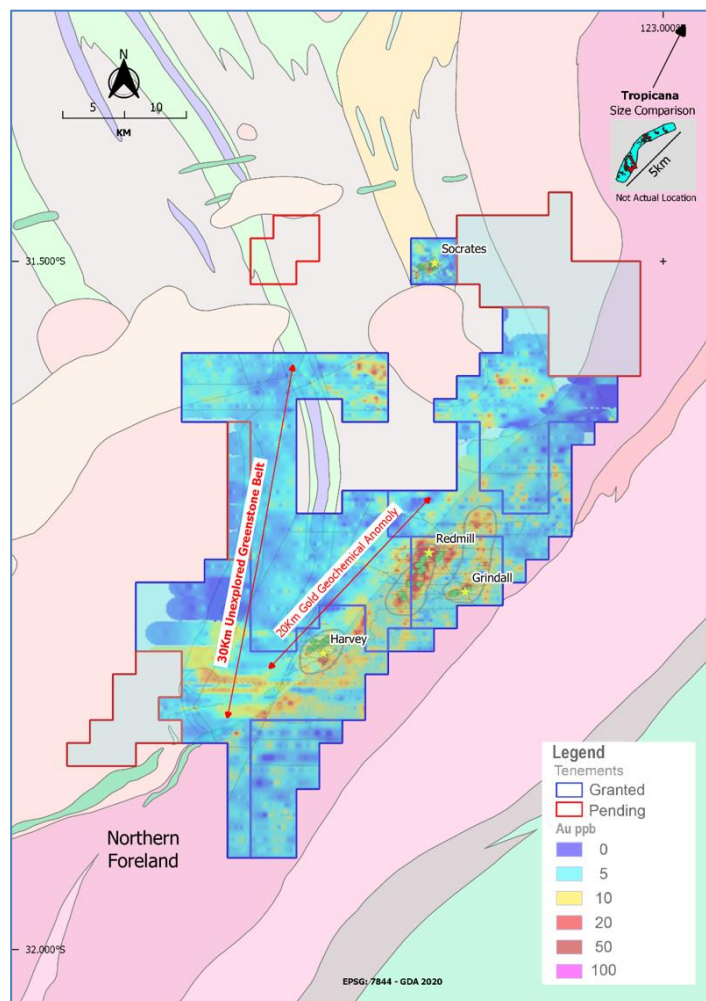 123.000°S
N
5 10
KM
Tropicana
Size Comparison
5km
Not Actual Location
31.500°S
Socrates
30Km Unexplored Greenstone Belt
20Km Gold Geochemical Anomoly
Redmill
Grindall
Harvey
Northern
Foreland
Legend
Tenements
Granted
Pending
Au ppb
0
5
10
20
50
100
32.000°S
EPSG: 7844 - GDA 2020